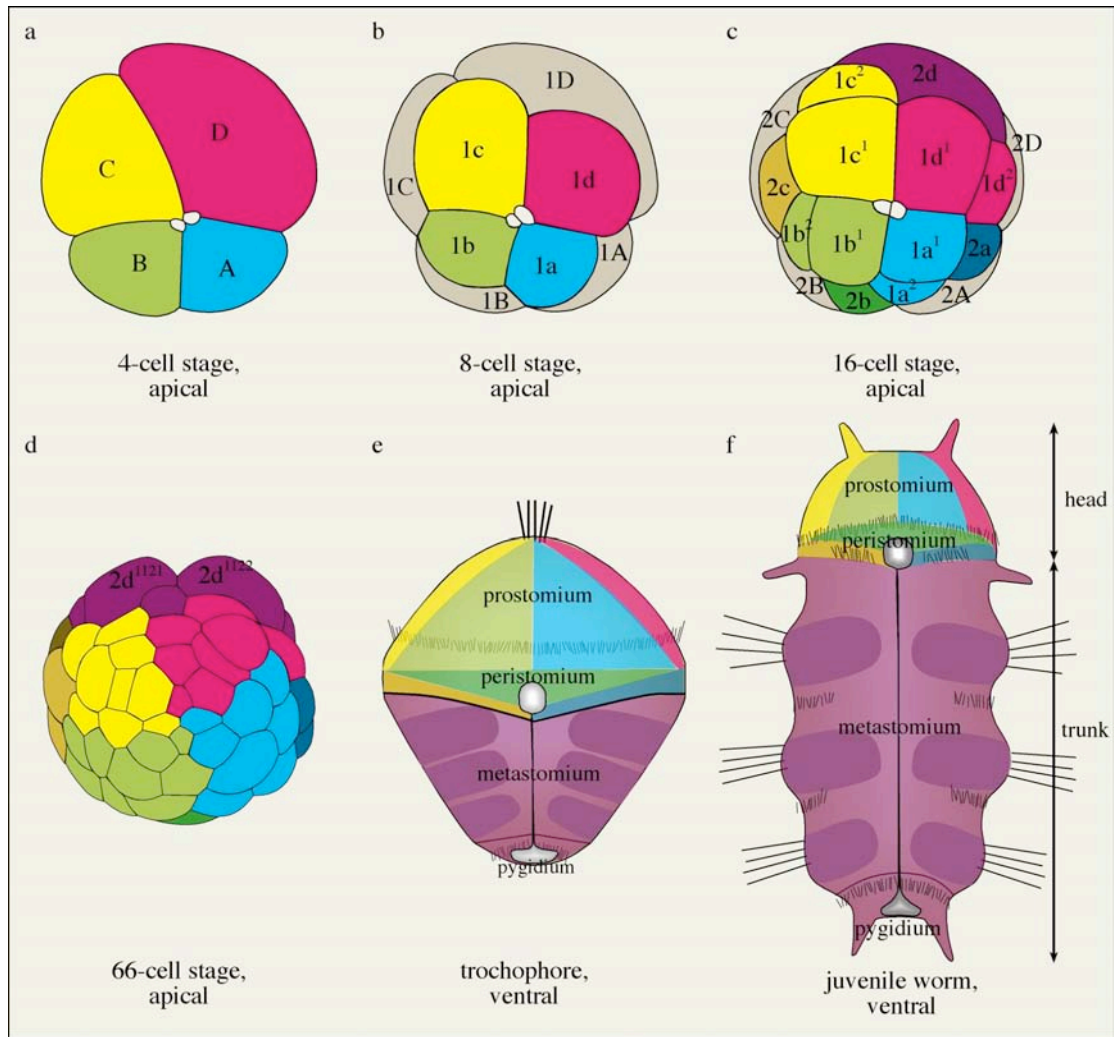 a
D
C
B
A
4-cell stage,
apical
b
1D
1c
1d
1C
1b
1a
1A
1B
8-cell stage,
apical
c
1c²
2d
2C
1c¹
1d¹
2D
2c
1d²
1b²
1b¹
1a¹
2a
2B
2b
1a²
2A
16-cell stage,
apical
d
2d¹¹²¹
2d¹¹²²
66-cell stage,
apical
e
prostomium
peristomium
metastomium
pygidium
trochophore,
ventral
f
prostomium
head
peristomium
metastomium
trunk
pygidium
juvenile worm,
ventral